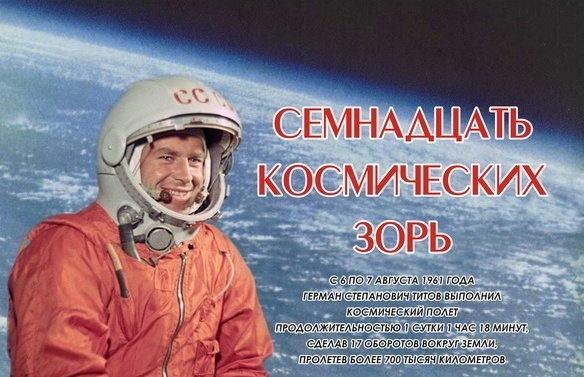 СССР
СЕМНАДЦАТЬ
КОСМИЧЕСКИХ
ЗОРЬ
С 6 ПО 7 АВГУСТА 1961 ГОДА
ГЕРМАН СТЕПАНОВИЧ ТИТОВ ВЫПОЛНИЛ
КОСМИЧЕСКИЙ ПОЛЕТ
ПРОДОЛЖИТЕЛЬНОСТЬЮ 1 СУТКИ 1 ЧАС 18 МИНУТ,
СДЕЛАВ 17 ОБОРОТОВ ВОКРУГ ЗЕМЛИ,
ПРОЛЕТЕВ БОЛЕЕ 700 ТЫСЯЧ КИЛОМЕТРОВ